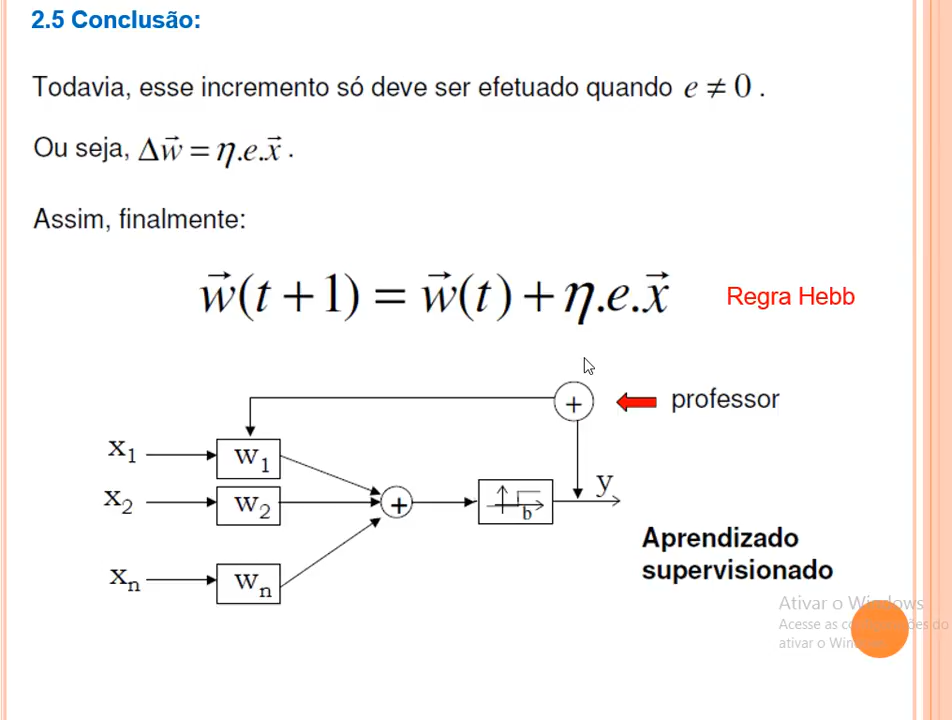 2.5 Conclusão:
Todavia, esse incremento só deve ser efetuado quando e ≠ 0 .
Ou seja, Δw⃗ = η.e.x⃗ .
Assim, finalmente:
w⃗(t + 1) = w⃗(t) + η.e.x⃗ Regra Hebb
+ professor
x₁ w₁
x₂ w₂ + b y
xₙ wₙ
Aprendizado
supervisionado
Ativar o Windows
Acesse as do
ativar o